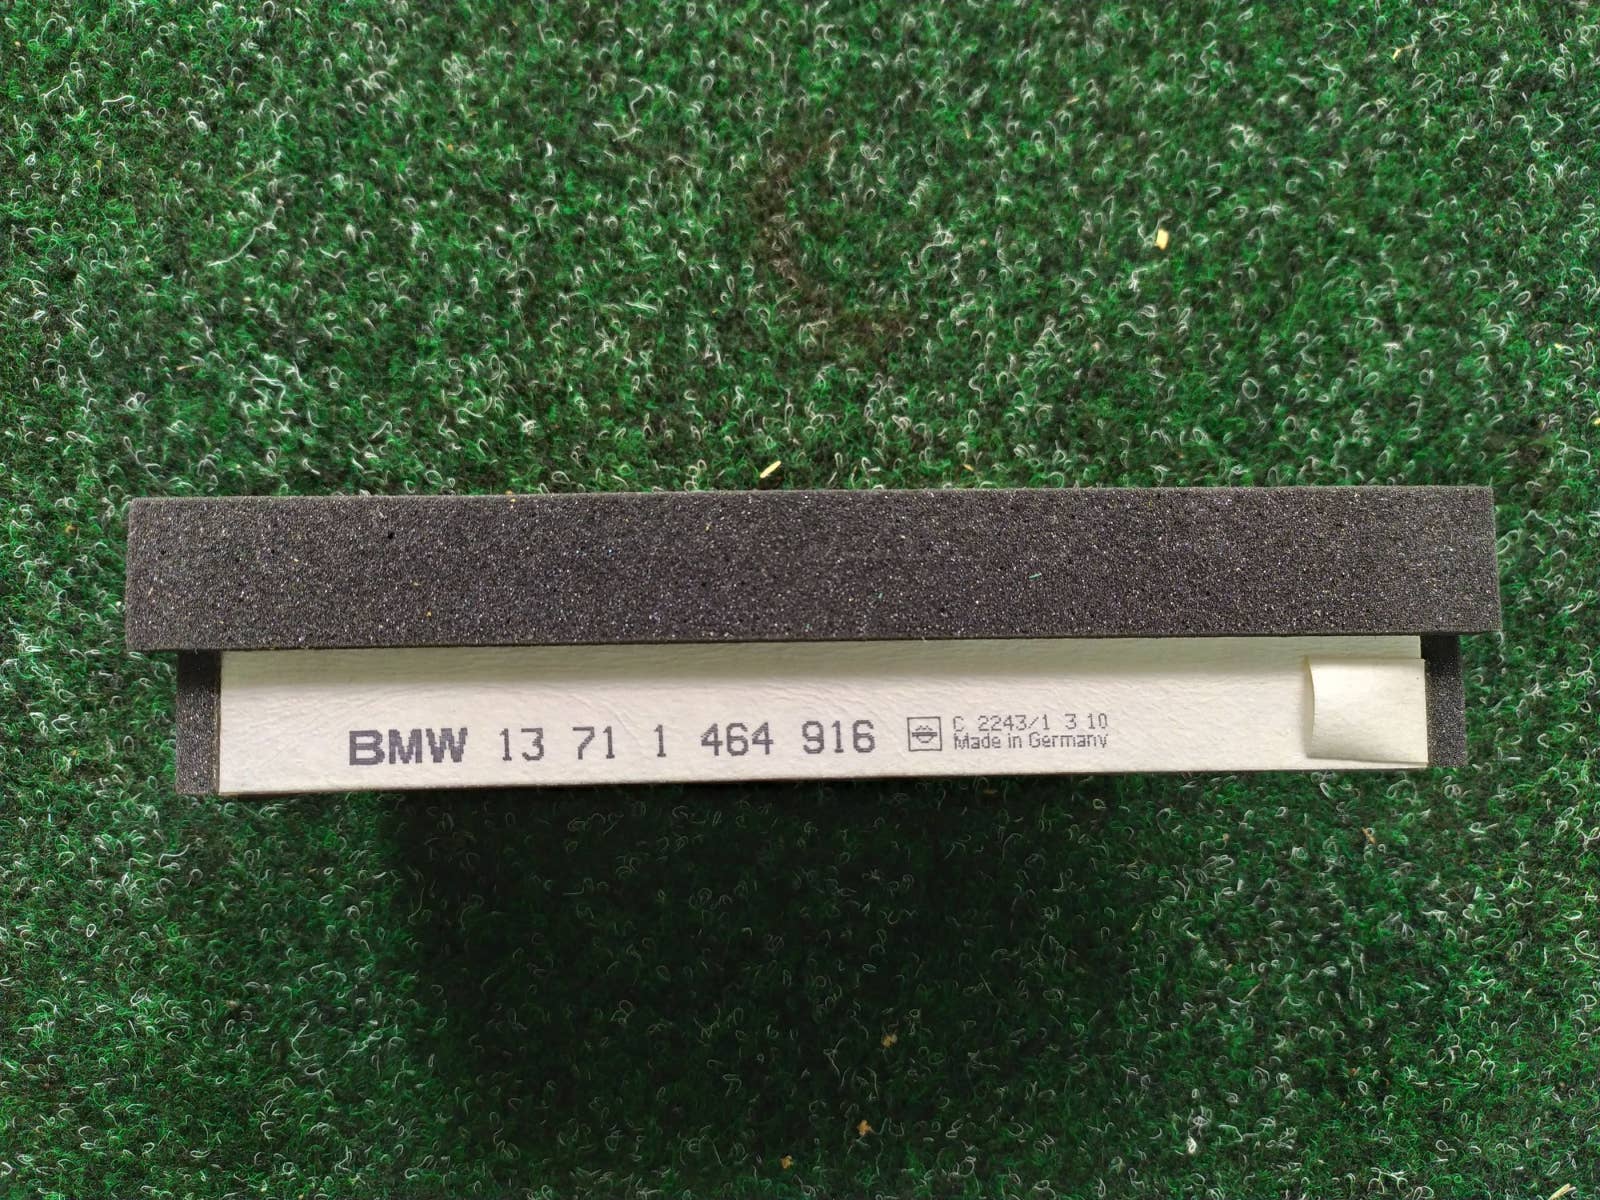 BMW 13 71 1 464 916
C 2243/1 3 10
Made in Germany